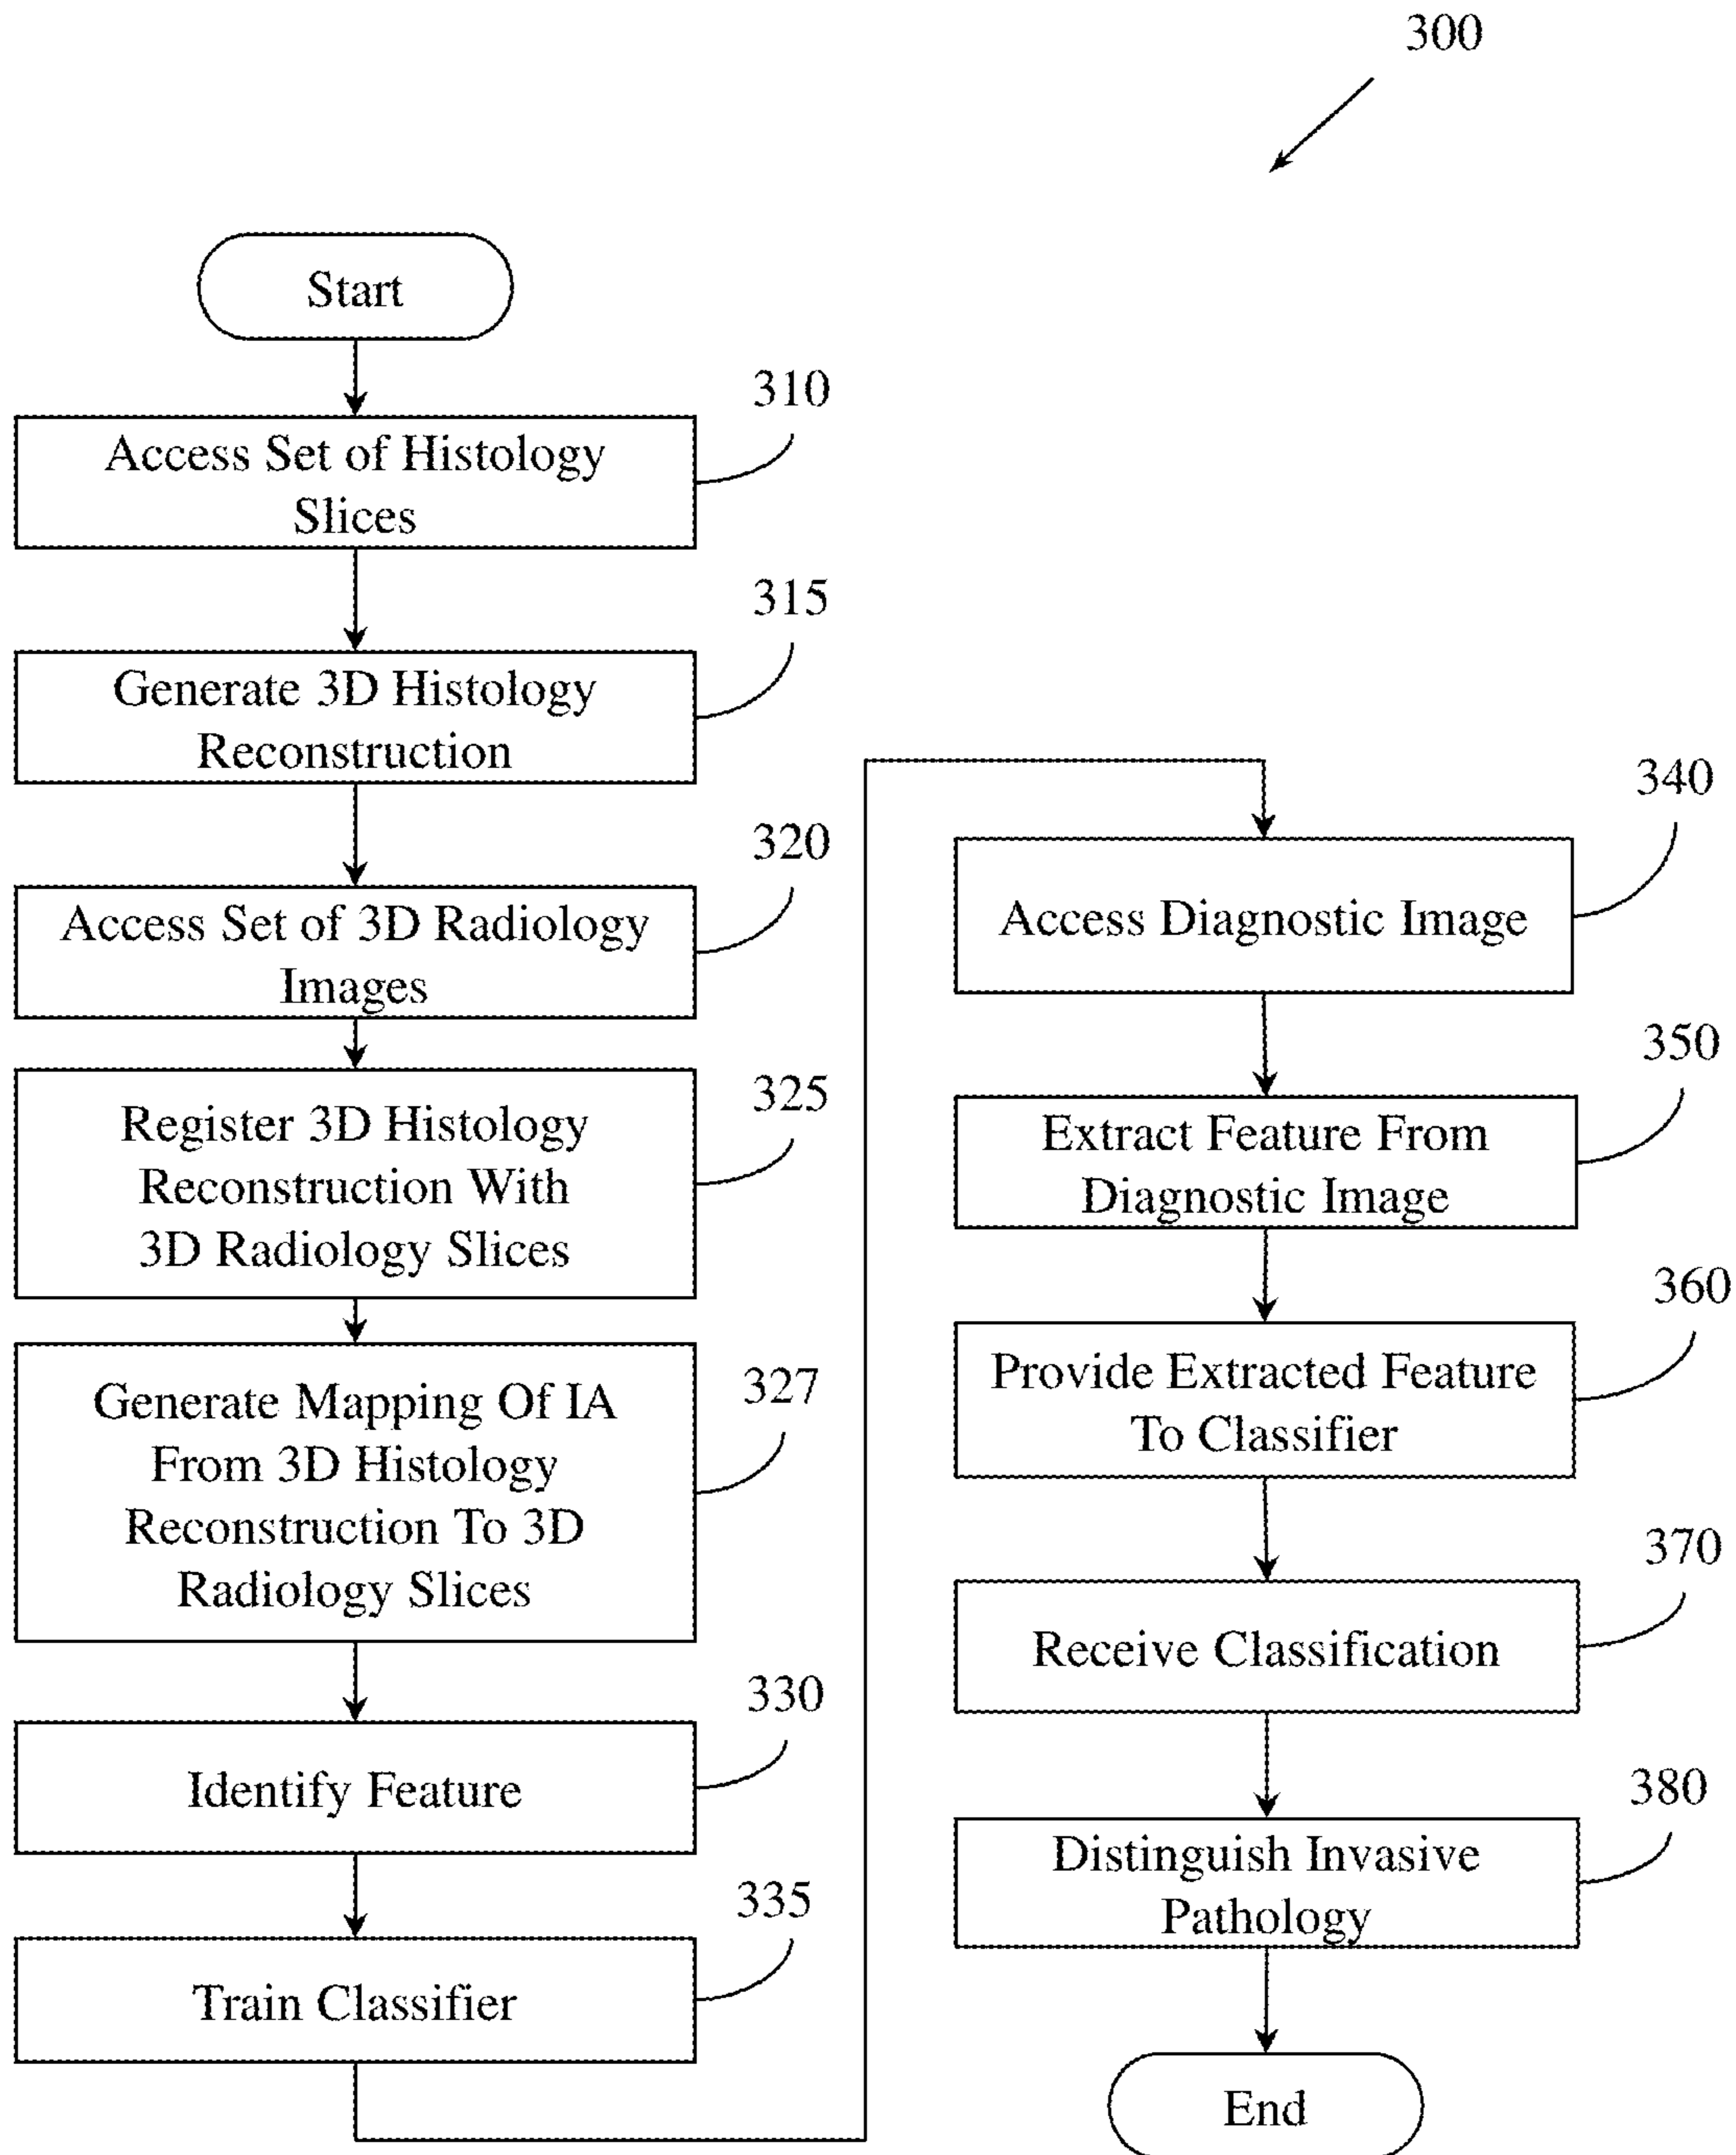 300
Start
310
Access Set of Histology
Slices
315
Generate 3D Histology
Reconstruction
320
Access Set of 3D Radiology
Images
325
Register 3D Histology
Reconstruction With
3D Radiology Slices
327
Generate Mapping Of IA
From 3D Histology
Reconstruction To 3D
Radiology Slices
330
Identify Feature
335
Train Classifier
340
Access Diagnostic Image
350
Extract Feature From
Diagnostic Image
360
Provide Extracted Feature
To Classifier
370
Receive Classification
380
Distinguish Invasive
Pathology
End